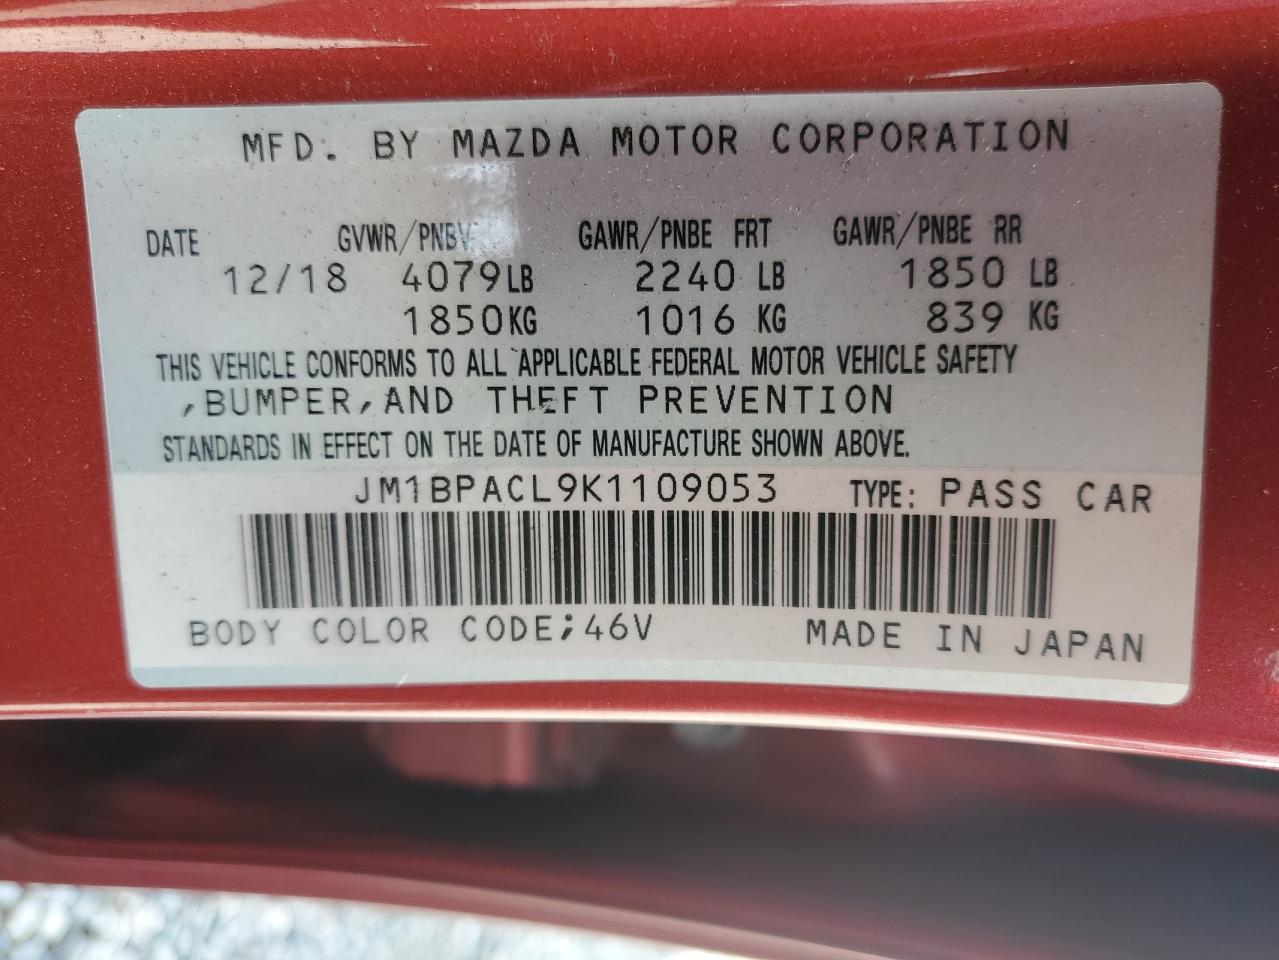 MFD. BY MAZDA MOTOR CORPORATION
DATE GVWR/PNBV GAWR/PNBE FRT GAWR/PNBE RR
12/18 4079LB 2240 LB 1850 LB
1850KG 1016 KG 839 KG
THIS VEHICLE CONFORMS TO ALL APPLICABLE FEDERAL MOTOR VEHICLE SAFETY
,BUMPER,AND THEFT PREVENTION
STANDARDS IN EFFECT ON THE DATE OF MANUFACTURE SHOWN ABOVE.
JM1BPACL9K1109053 TYPE: PASS CAR
BODY COLOR CODE;46V MADE IN JAPAN